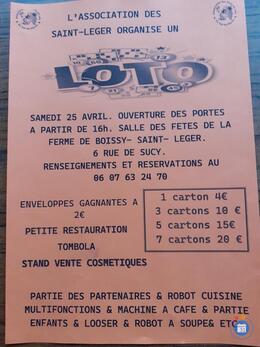 L'ASSOCIATION DES
SAINT-LEGER ORGANISE UN
LOTO
SAMEDI 25 AVRIL. OUVERTURE DES PORTES
A PARTIR DE 16h. SALLE DES FETES DE LA
FERME DE BOISSY- SAINT- LEGER.
6 RUE DE SUCY.
RENSEIGNEMENTS ET RESERVATIONS AU
06 07 63 24 70
ENVELOPPES GAGNANTES A
2€
PETITE RESTAURATION
TOMBOLA
STAND VENTE COSMETIQUES
1 carton 4€
3 cartons 10 €
5 cartons 15€
7 cartons 20 €
PARTIE DES PARTENAIRES & ROBOT CUISINE
MULTIFONCTIONS & MACHINE A CAFE & PARTIE
ENFANTS & LOOSER & ROBOT A SOUPE& ETC